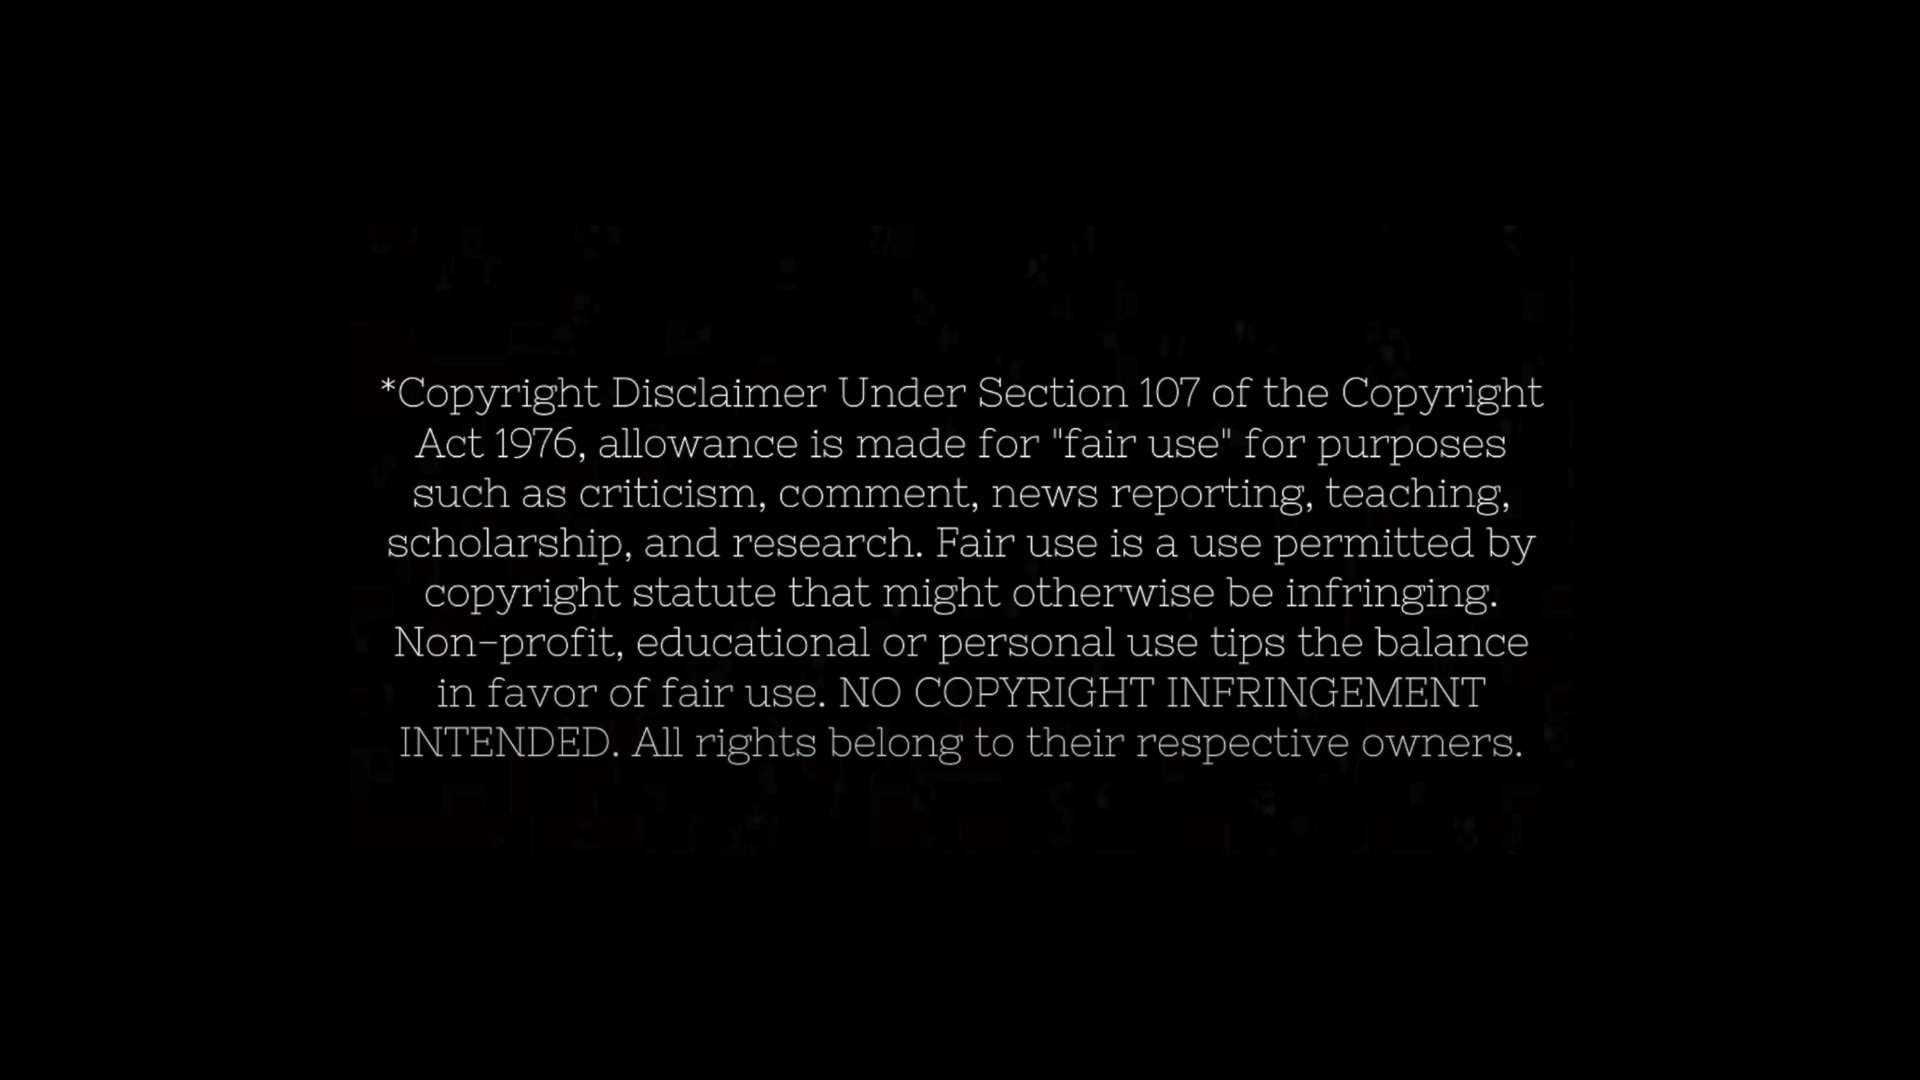 *Copyright Disclaimer Under Section 107 of the Copyright
Act 1976, allowance is made for "fair use" for purposes
such as criticism, comment, news reporting, teaching,
scholarship, and research. Fair use is a use permitted by
copyright statute that might otherwise be infringing.
Non-profit, educational or personal use tips the balance
in favor of fair use. NO COPYRIGHT INFRINGEMENT
INTENDED. All rights belong to their respective owners.